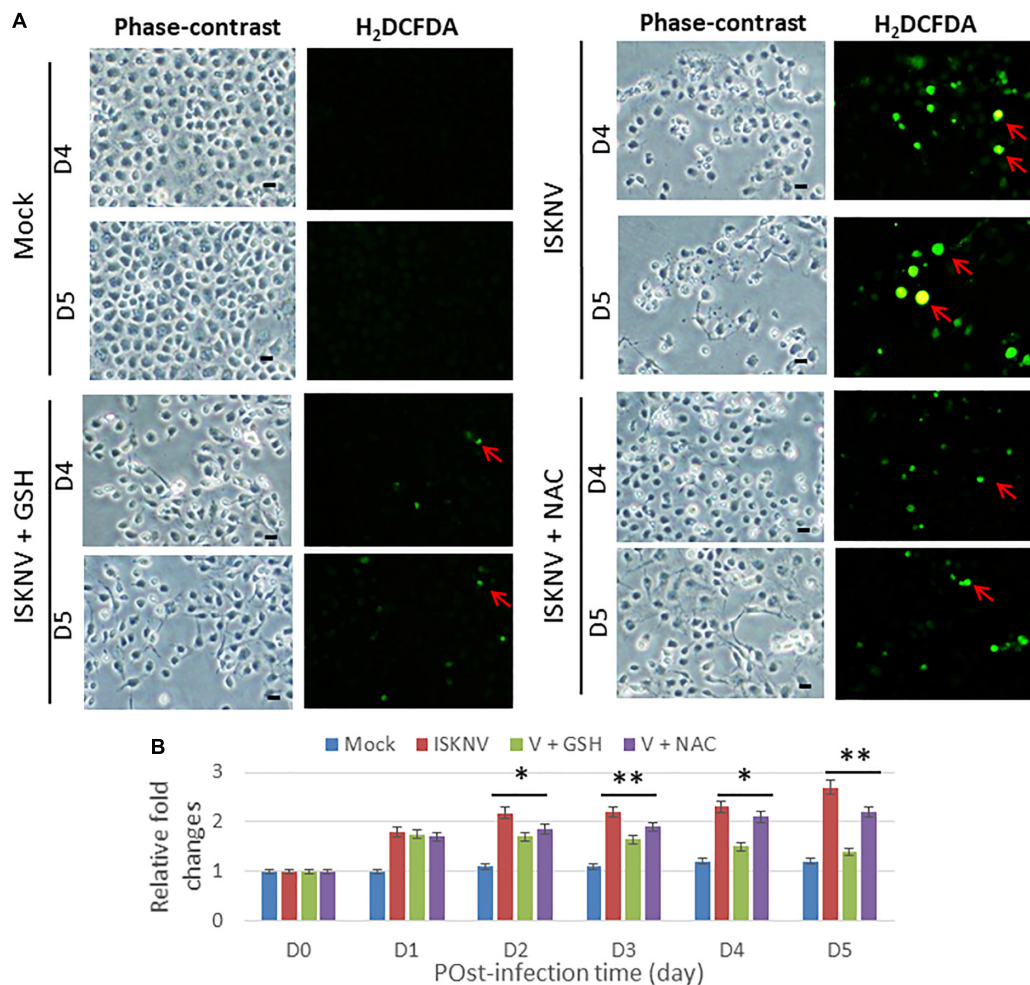 A
Phase-contrast
H₂DCFDA
Mock
D4
D5
Phase-contrast
H₂DCFDA
ISKNV
D4
D5
ISKNV + GSH
D4
D5
ISKNV + NAC
D4
D5
B
Mock ISKNV V + GSH V + NAC
Relative fold
changes
3
2
1
0
* ** * **
D0 D1 D2 D3 D4 D5
POst-infection time (day)